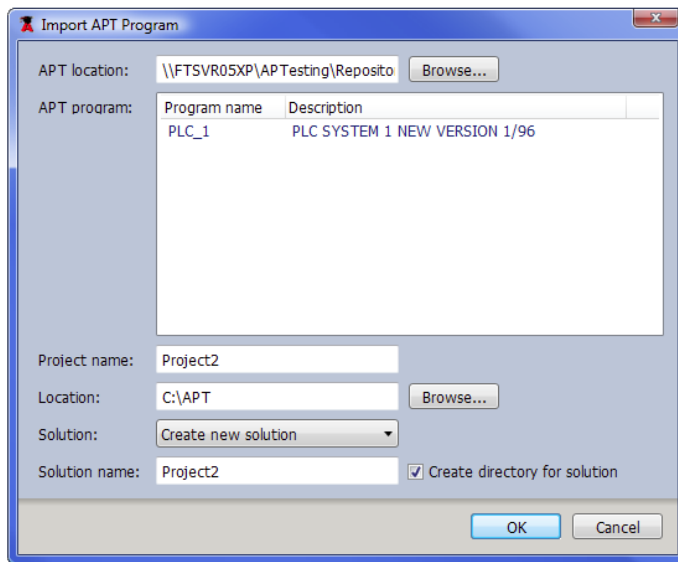 Import APT Program
APT location: \\FTSVR05XP\APTesting\Reposito Browse...
APT program: Program name Description
PLC_1 PLC SYSTEM 1 NEW VERSION 1/96
Project name: Project2
Location: C:\APT Browse...
Solution: Create new solution
Solution name: Project2 Create directory for solution
OK Cancel